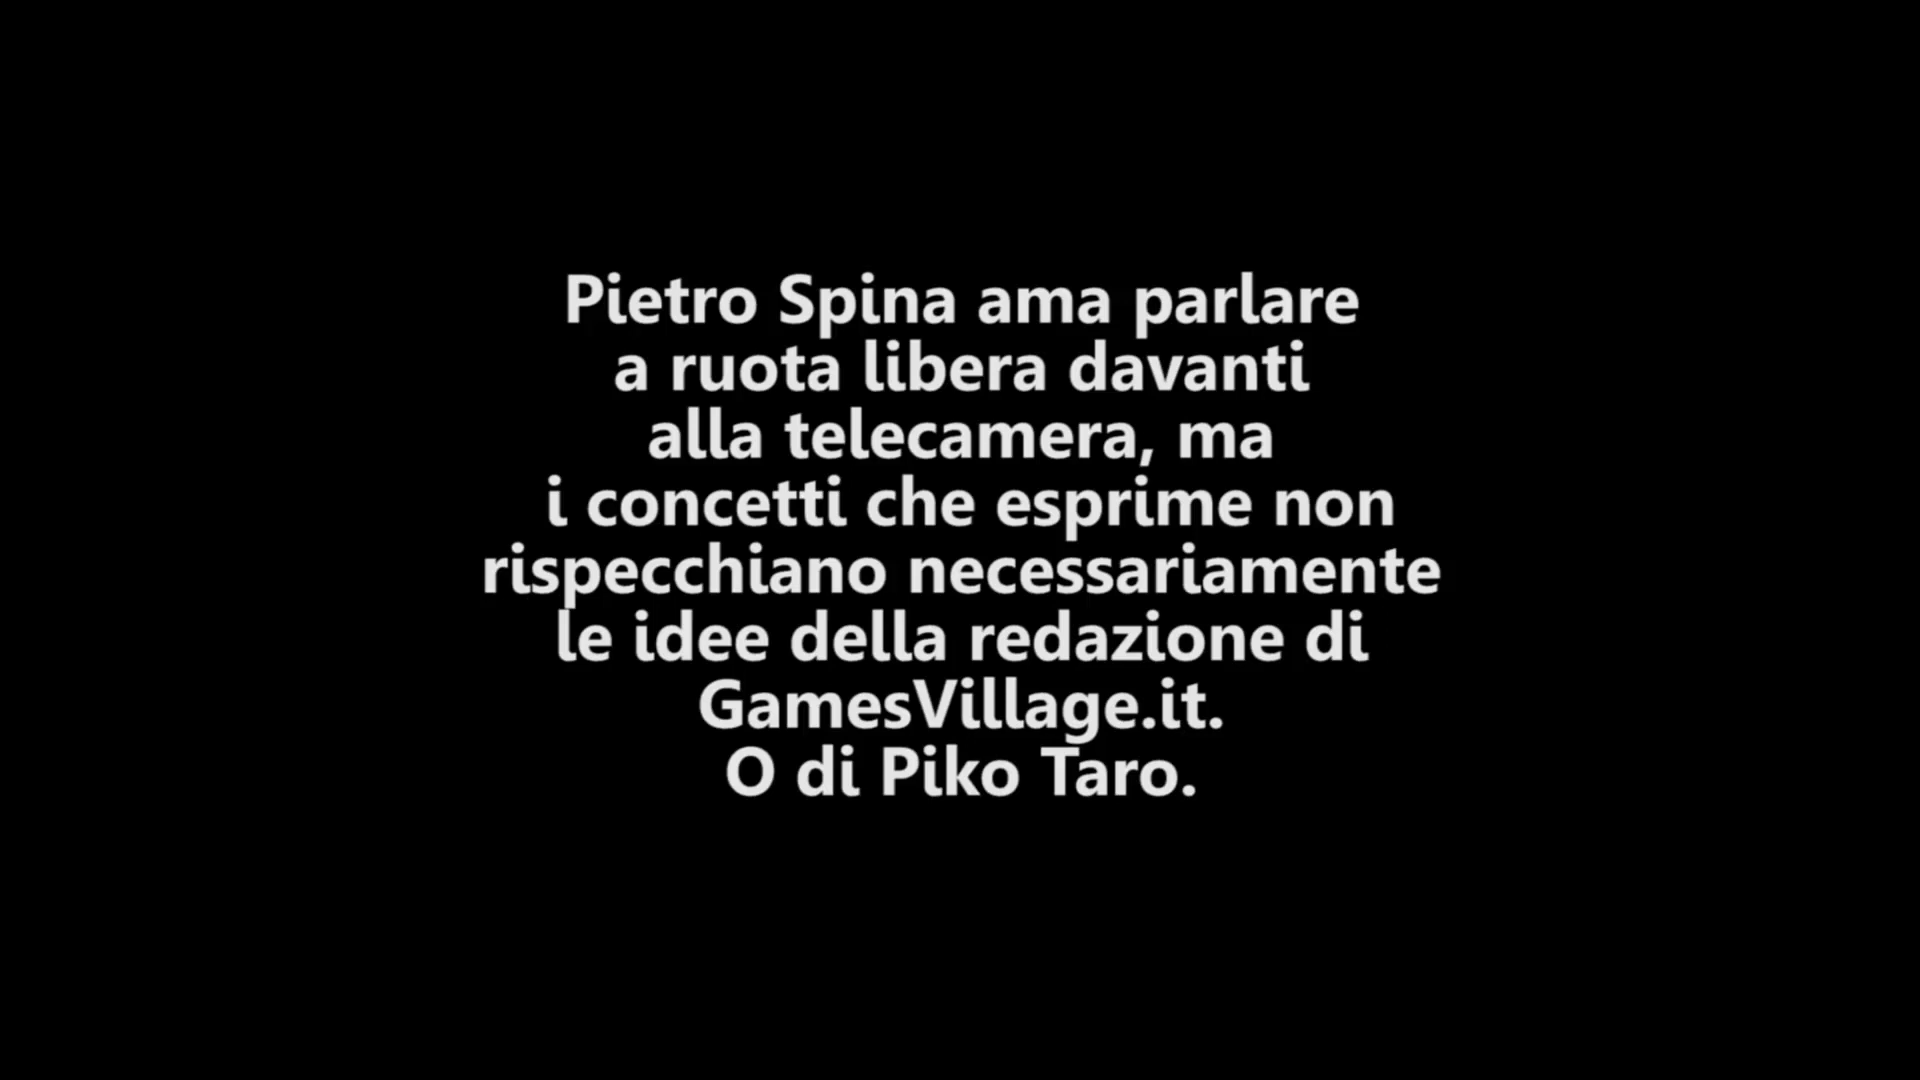 Pietro Spina ama parlare
a ruota libera davanti
alla telecamera, ma
i concetti che esprime non
rispecchiano necessariamente
le idee della redazione di
GamesVillage.it.
O di Piko Taro.